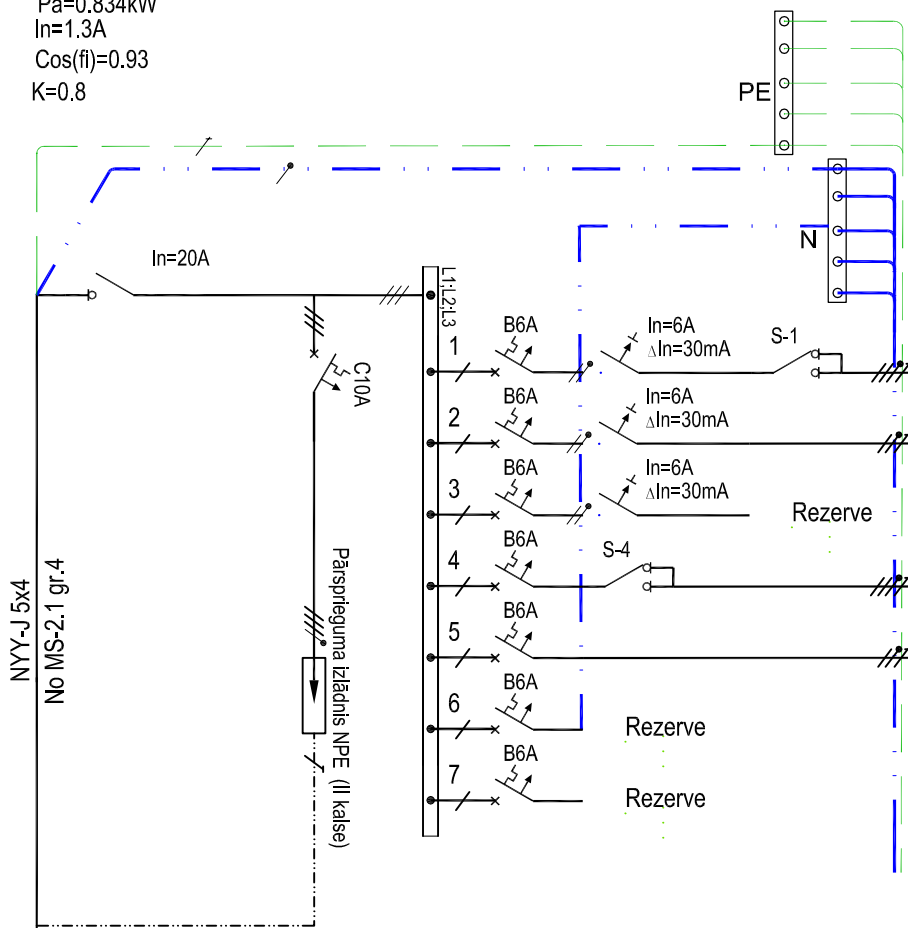 Pa=0.834kW
In=1.3A
Cos(fi)=0.93
K=0.8
PE
N
In=20A
L1;L2;L3
C10A
1
B6A
In=6A
ΔIn=30mA
S-1
2
B6A
In=6A
ΔIn=30mA
3
B6A
In=6A
ΔIn=30mA
Rezerve
4
B6A
S-4
5
B6A
6
B6A
Rezerve
7
B6A
Rezerve
Pārsprieguma izlādnis NPE (II kalse)
NYY-J 5x4
No MS-2.1 gr.4